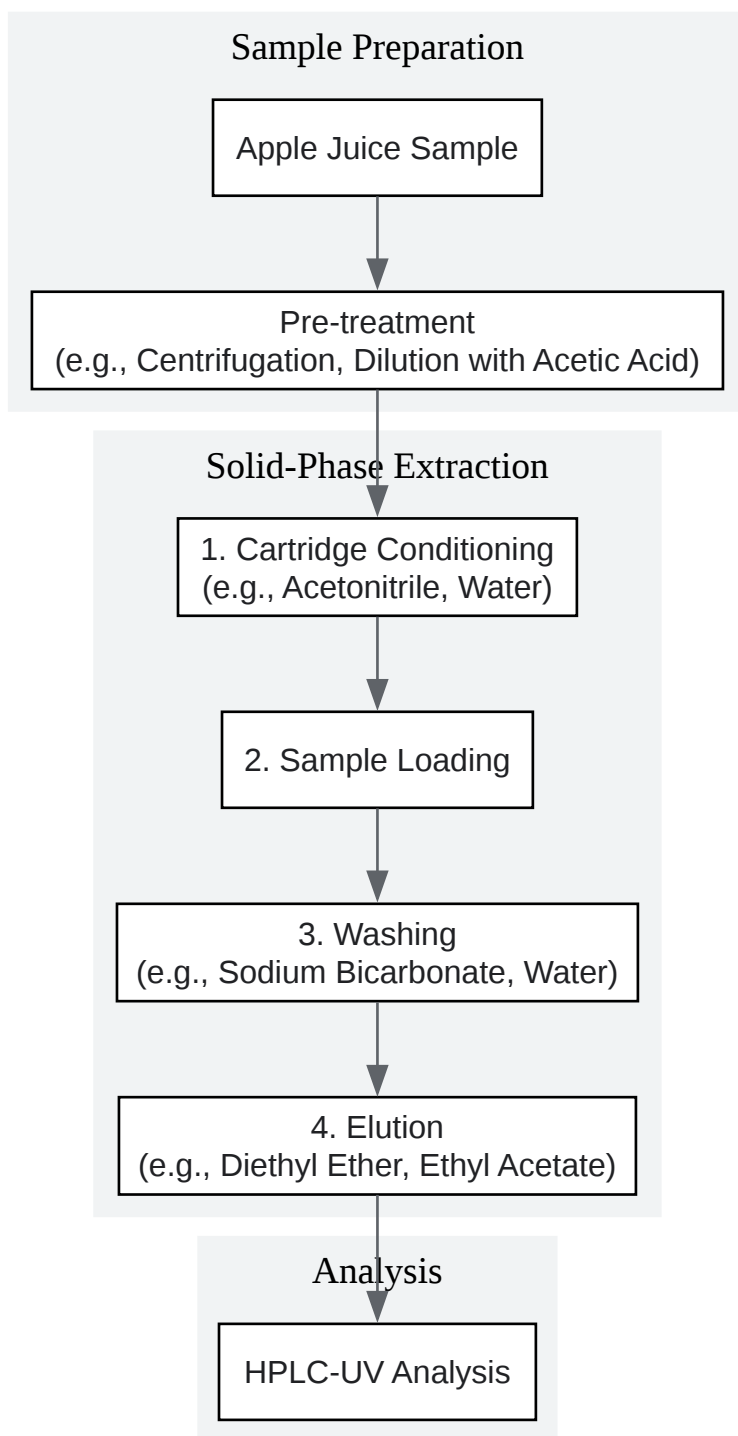 Sample Preparation
Apple Juice Sample
Pre-treatment
(e.g., Centrifugation, Dilution with Acetic Acid)
Solid-Phase Extraction
1. Cartridge Conditioning
(e.g., Acetonitrile, Water)
2. Sample Loading
3. Washing
(e.g., Sodium Bicarbonate, Water)
4. Elution
(e.g., Diethyl Ether, Ethyl Acetate)
Analysis
HPLC-UV Analysis